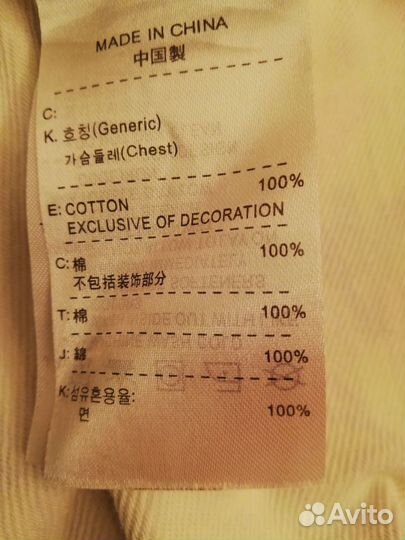 MADE IN CHINA
中国製
C:
K. 호칭(Generic)
가슴들레(Chest)
E: COTTON 100%
EXCLUSIVE OF DECORATION
C: 棉 100%
不包括装饰部分
T: 棉 100%
J: 綿 100%
K:섬유혼용율:
면 100%
Avito